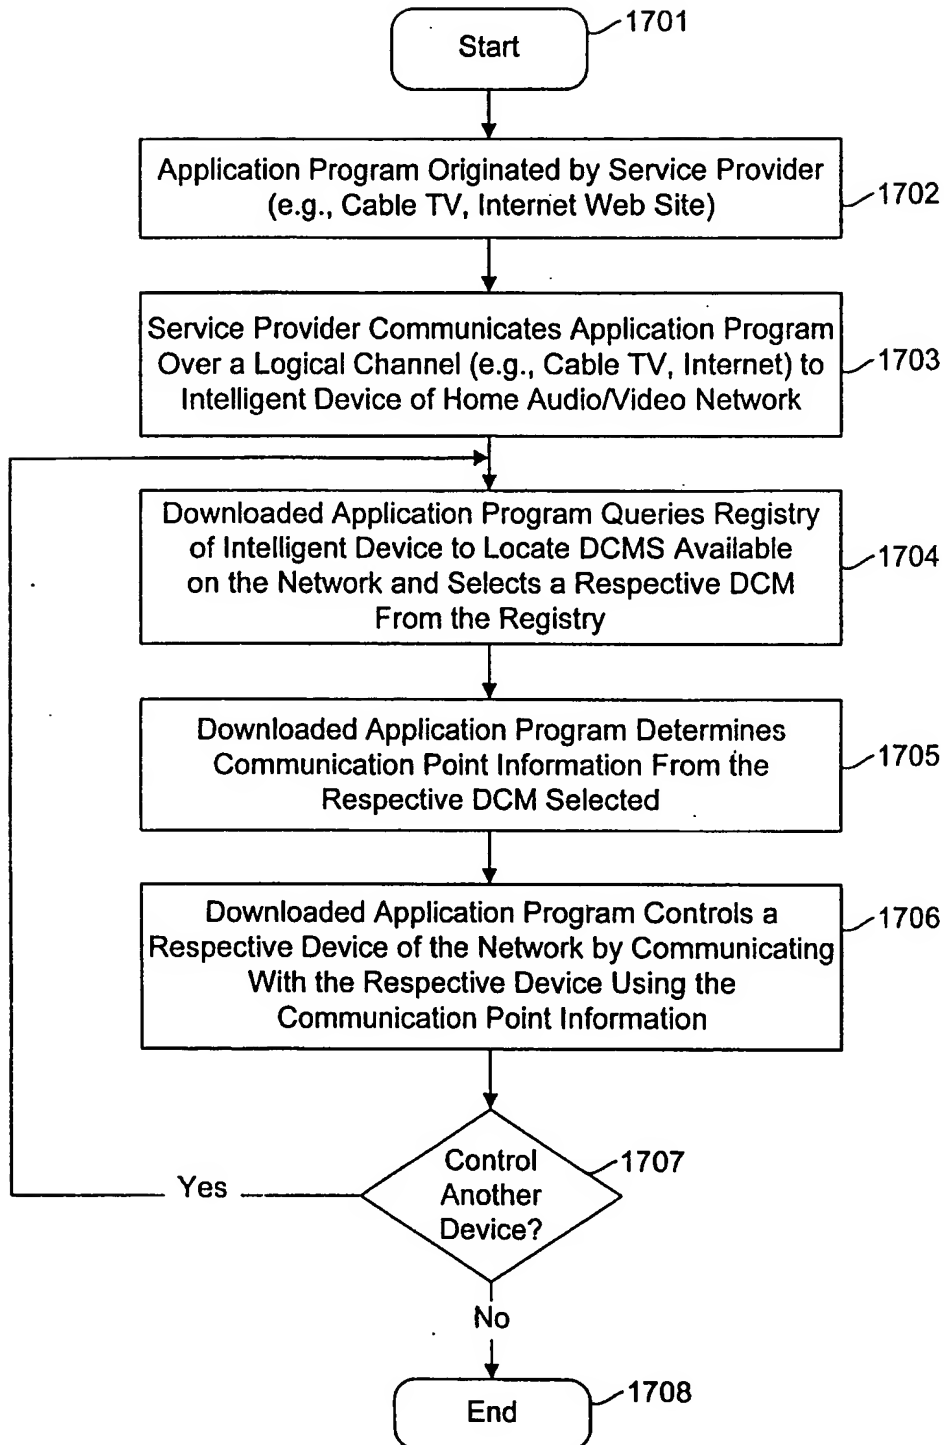 Start
1701
Application Program Originated by Service Provider
(e.g., Cable TV, Internet Web Site)
1702
Service Provider Communicates Application Program
Over a Logical Channel (e.g., Cable TV, Internet) to
Intelligent Device of Home Audio/Video Network
1703
Downloaded Application Program Queries Registry
of Intelligent Device to Locate DCMS Available
on the Network and Selects a Respective DCM
From the Registry
1704
Downloaded Application Program Determines
Communication Point Information From the
Respective DCM Selected
1705
Downloaded Application Program Controls a
Respective Device of the Network by Communicating
With the Respective Device Using the
Communication Point Information
1706
Control
Another
Device?
1707
Yes
No
End
1708